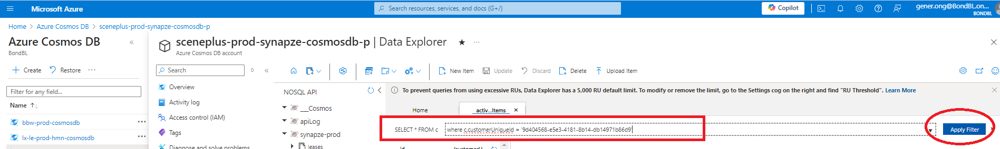 Microsoft Azure
Search resources, services, and docs (G+/)
Copilot
gener.ong@BondBL.on...
BONDBL
Home > Azure Cosmos DB > sceneplus-prod-synapze-cosmosdb-p
Azure Cosmos DB
BondBL
Create
Restore
...
Filter for any field...
Name ↑↓
bbw-prod-cosmosdb
...
lx-le-prod-hmn-cosmosdb
...
sceneplus-prod-synapze-cosmosdb-p | Data Explorer
...
Azure Cosmos DB account
Search
Overview
Activity log
Access control (IAM)
Tags
Diagnose and solve problems
New Item
Update
Discard
Delete
Upload Item
NOSQL API
___Cosmos
apiLog
synapze-prod
leases
To prevent queries from using excessive RUs, Data Explorer has a 5,000 RU default limit. To modify or remove the limit, go to the Settings cog on the right and find "RU Threshold". Learn More
Home
activ...Items
SELECT * FROM c
where c.customerUniqueId = '9d404568-e5e3-4181-8b14-db14971b86d9'
Apply Filter
id